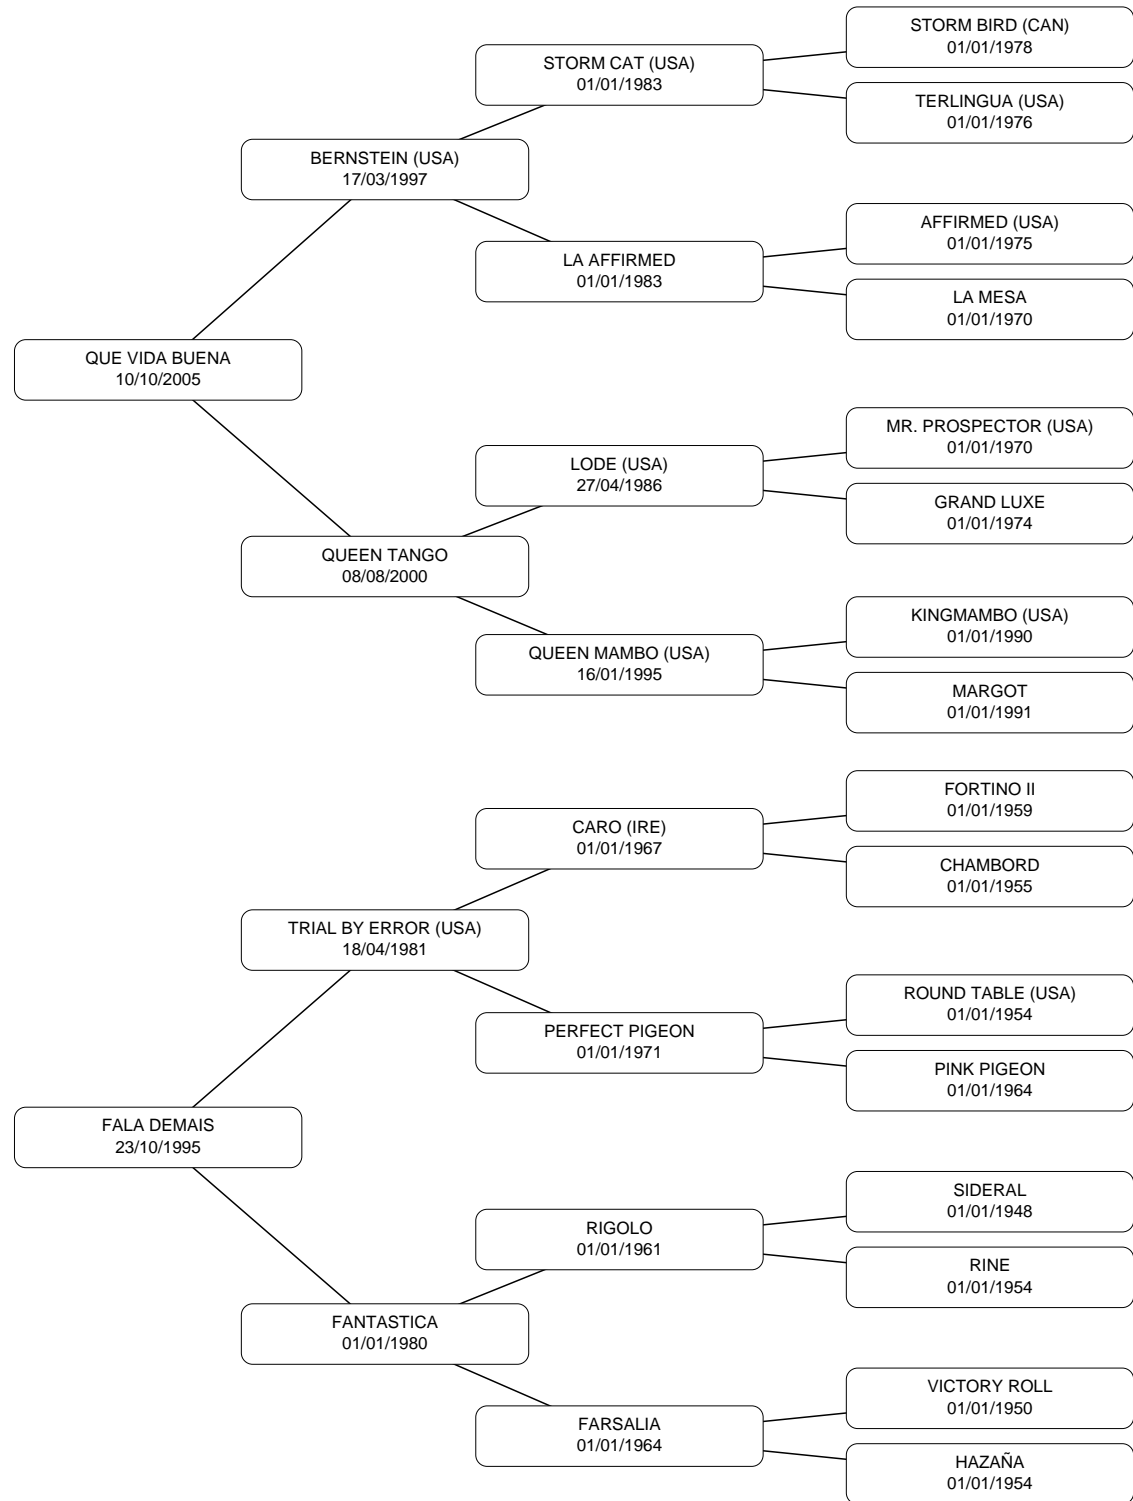 STORM BIRD (CAN)
01/01/1978
STORM CAT (USA)
01/01/1983
TERLINGUA (USA)
01/01/1976
BERNSTEIN (USA)
17/03/1997
AFFIRMED (USA)
01/01/1975
LA AFFIRMED
01/01/1983
LA MESA
01/01/1970
QUE VIDA BUENA
10/10/2005
MR. PROSPECTOR (USA)
01/01/1970
LODE (USA)
27/04/1986
GRAND LUXE
01/01/1974
QUEEN TANGO
08/08/2000
KINGMAMBO (USA)
01/01/1990
QUEEN MAMBO (USA)
16/01/1995
MARGOT
01/01/1991
FORTINO II
01/01/1959
CARO (IRE)
01/01/1967
CHAMBORD
01/01/1955
TRIAL BY ERROR (USA)
18/04/1981
ROUND TABLE (USA)
01/01/1954
PERFECT PIGEON
01/01/1971
PINK PIGEON
01/01/1964
FALA DEMAIS
23/10/1995
SIDERAL
01/01/1948
RIGOLO
01/01/1961
RINE
01/01/1954
FANTASTICA
01/01/1980
VICTORY ROLL
01/01/1950
FARSALIA
01/01/1964
HAZAÑA
01/01/1954